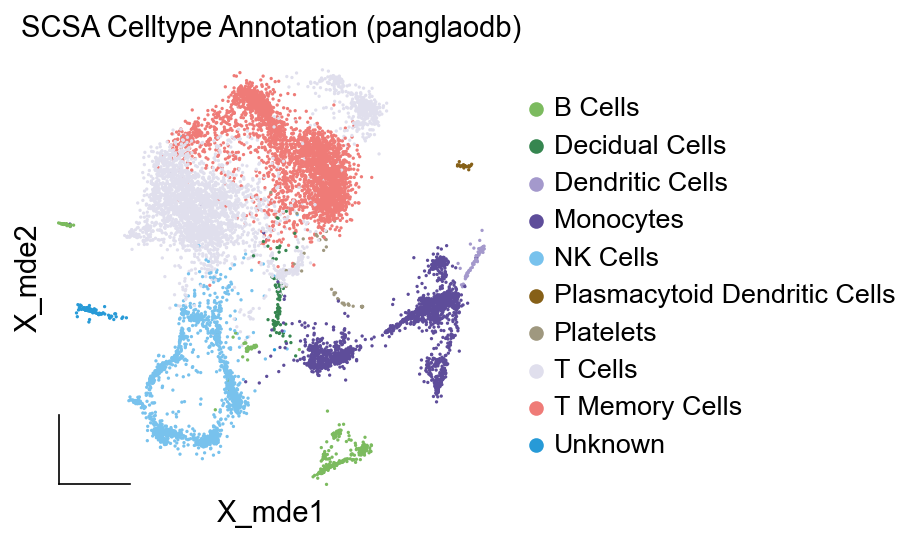 SCSA Celltype Annotation (panglaodb)
B Cells
Decidual Cells
Dendritic Cells
Monocytes
NK Cells
Plasmacytoid Dendritic Cells
Platelets
T Cells
T Memory Cells
Unknown
X_mde2
X_mde1